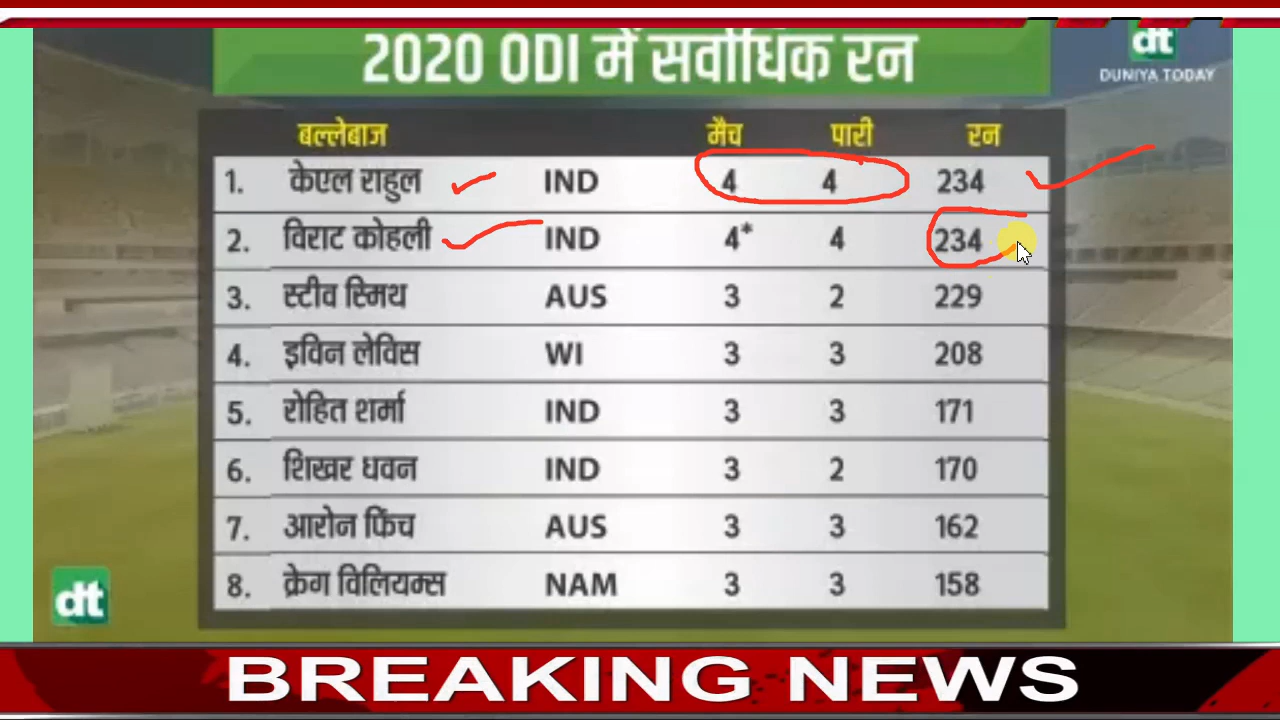 2020 ODI में सर्वाधिक रन
dt
DUNIYA TODAY
बल्लेबाज मैच पारी रन
1. केएल राहुल IND 4 4 234
2. विराट कोहली IND 4* 4 234
3. स्टीव स्मिथ AUS 3 2 229
4. इविन लेविस WI 3 3 208
5. रोहित शर्मा IND 3 3 171
6. शिखर धवन IND 3 2 170
7. आरोन फिंच AUS 3 3 162
8. क्रेग विलियम्स NAM 3 3 158
dt
BREAKING NEWS